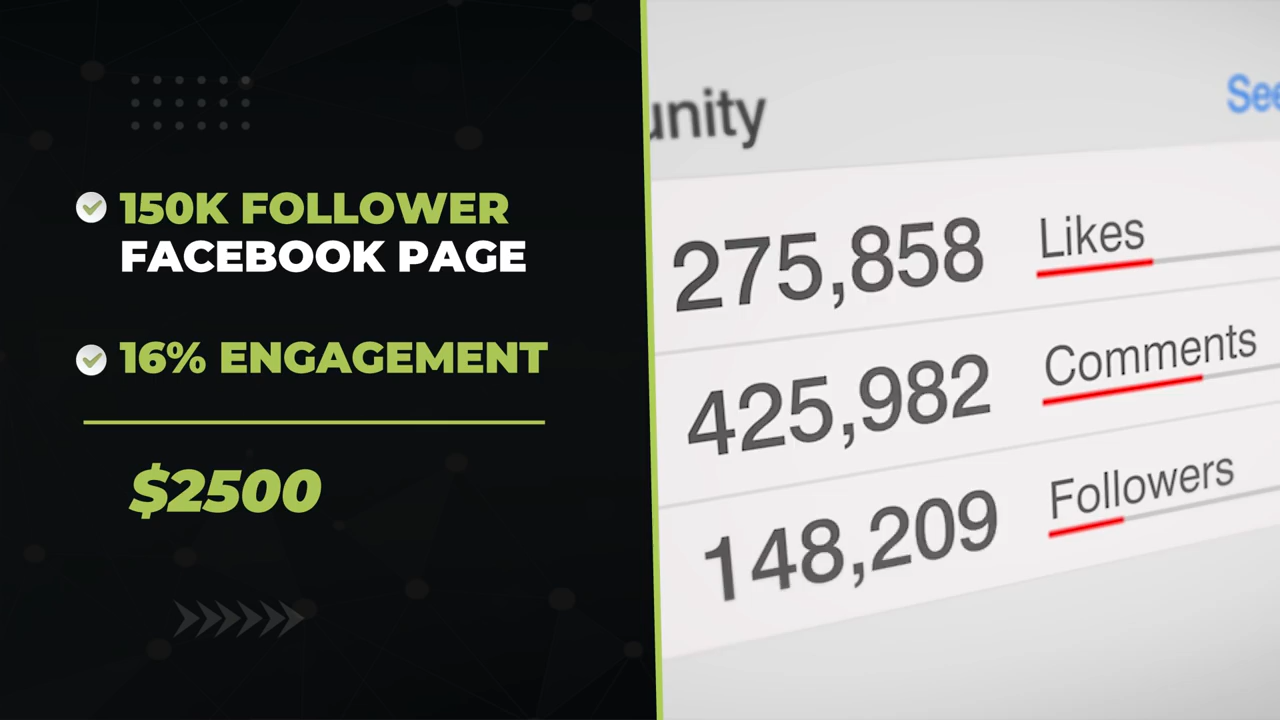 150K FOLLOWER
FACEBOOK PAGE
16% ENGAGEMENT
$2500
unity
See
275,858 Likes
425,982 Comments
148,209 Followers